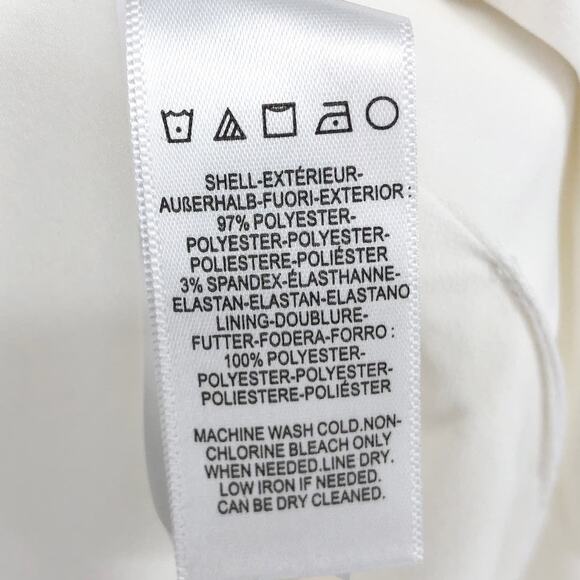 SHELL-EXTÉRIEUR-
AUßERHALB-FUORI-EXTERIOR :
97% POLYESTER-
POLYESTER-POLYESTER-
POLIESTERE-POLIÉSTER
3% SPANDEX-ÉLASTHANNE-
ELASTAN-ELASTAN-ELASTANO
LINING-DOUBLURE-
FUTTER-FODERA-FORRO :
100% POLYESTER-
POLYESTER-POLYESTER-
POLIESTERE-POLIÉSTER
MACHINE WASH COLD.NON-
CHLORINE BLEACH ONLY
WHEN NEEDED.LINE DRY.
LOW IRON IF NEEDED.
CAN BE DRY CLEANED.